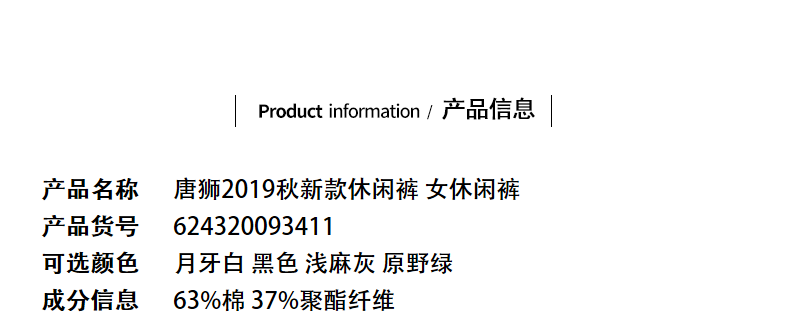 Product information / 产品信息
产品名称 唐狮2019秋新款休闲裤 女休闲裤
产品货号 624320093411
可选颜色 月牙白 黑色 浅麻灰 原野绿
成分信息 63%棉 37%聚酯纤维